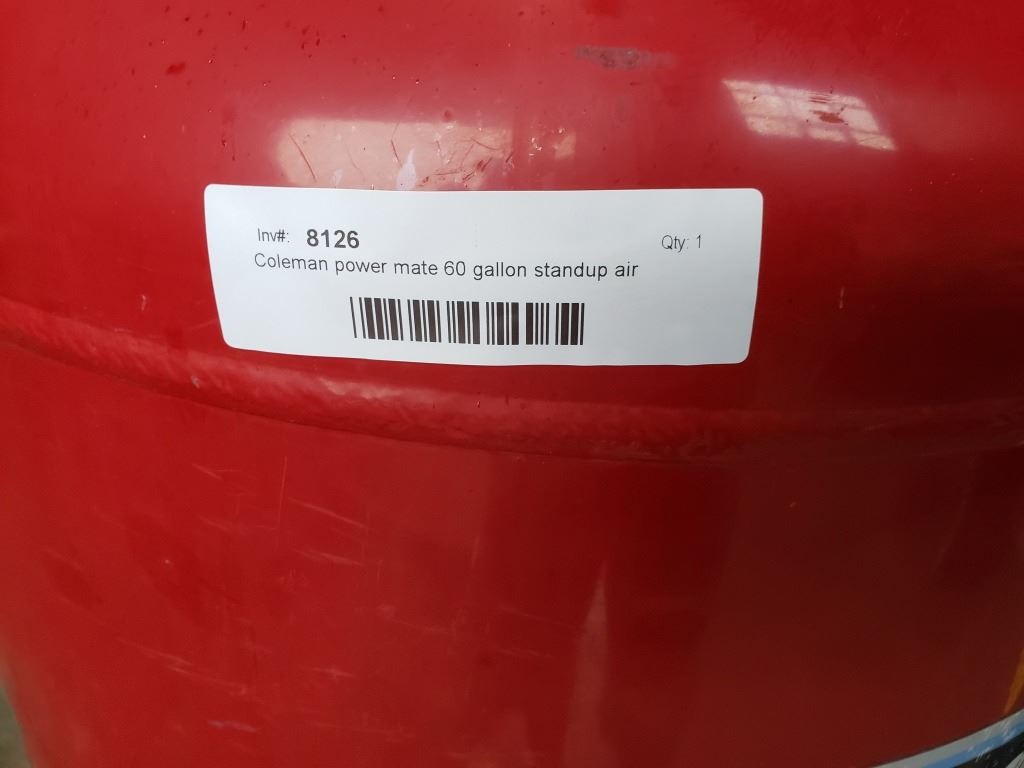 Inv#: 8126 Qty: 1
Coleman power mate 60 gallon standup air